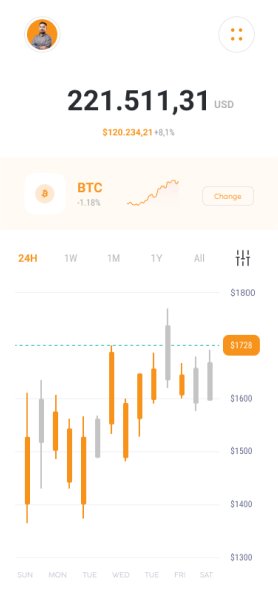 221.511,31 USD
$120.234,21 +8,1%
BTC
-1.18%
Change
24H 1W 1M 1Y All
$1800
$1728
$1600
$1500
$1400
$1300
SUN MON TUE WED TUE FRI SAT